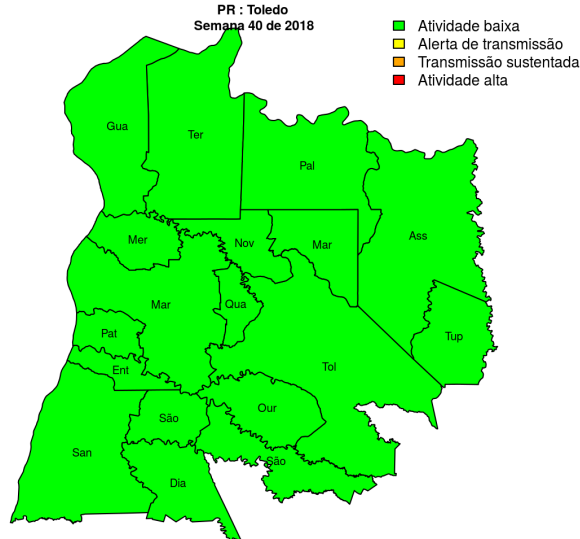 PR : Toledo
Semana 40 de 2018
Atividade baixa
Alerta de transmissão
Transmissão sustentada
Atividade alta
Gua
Ter
Pal
Mer
Nov
Mar
Ass
Mar
Qua
Pat
Tup
Ent
Tol
São
Our
San
São
Dia